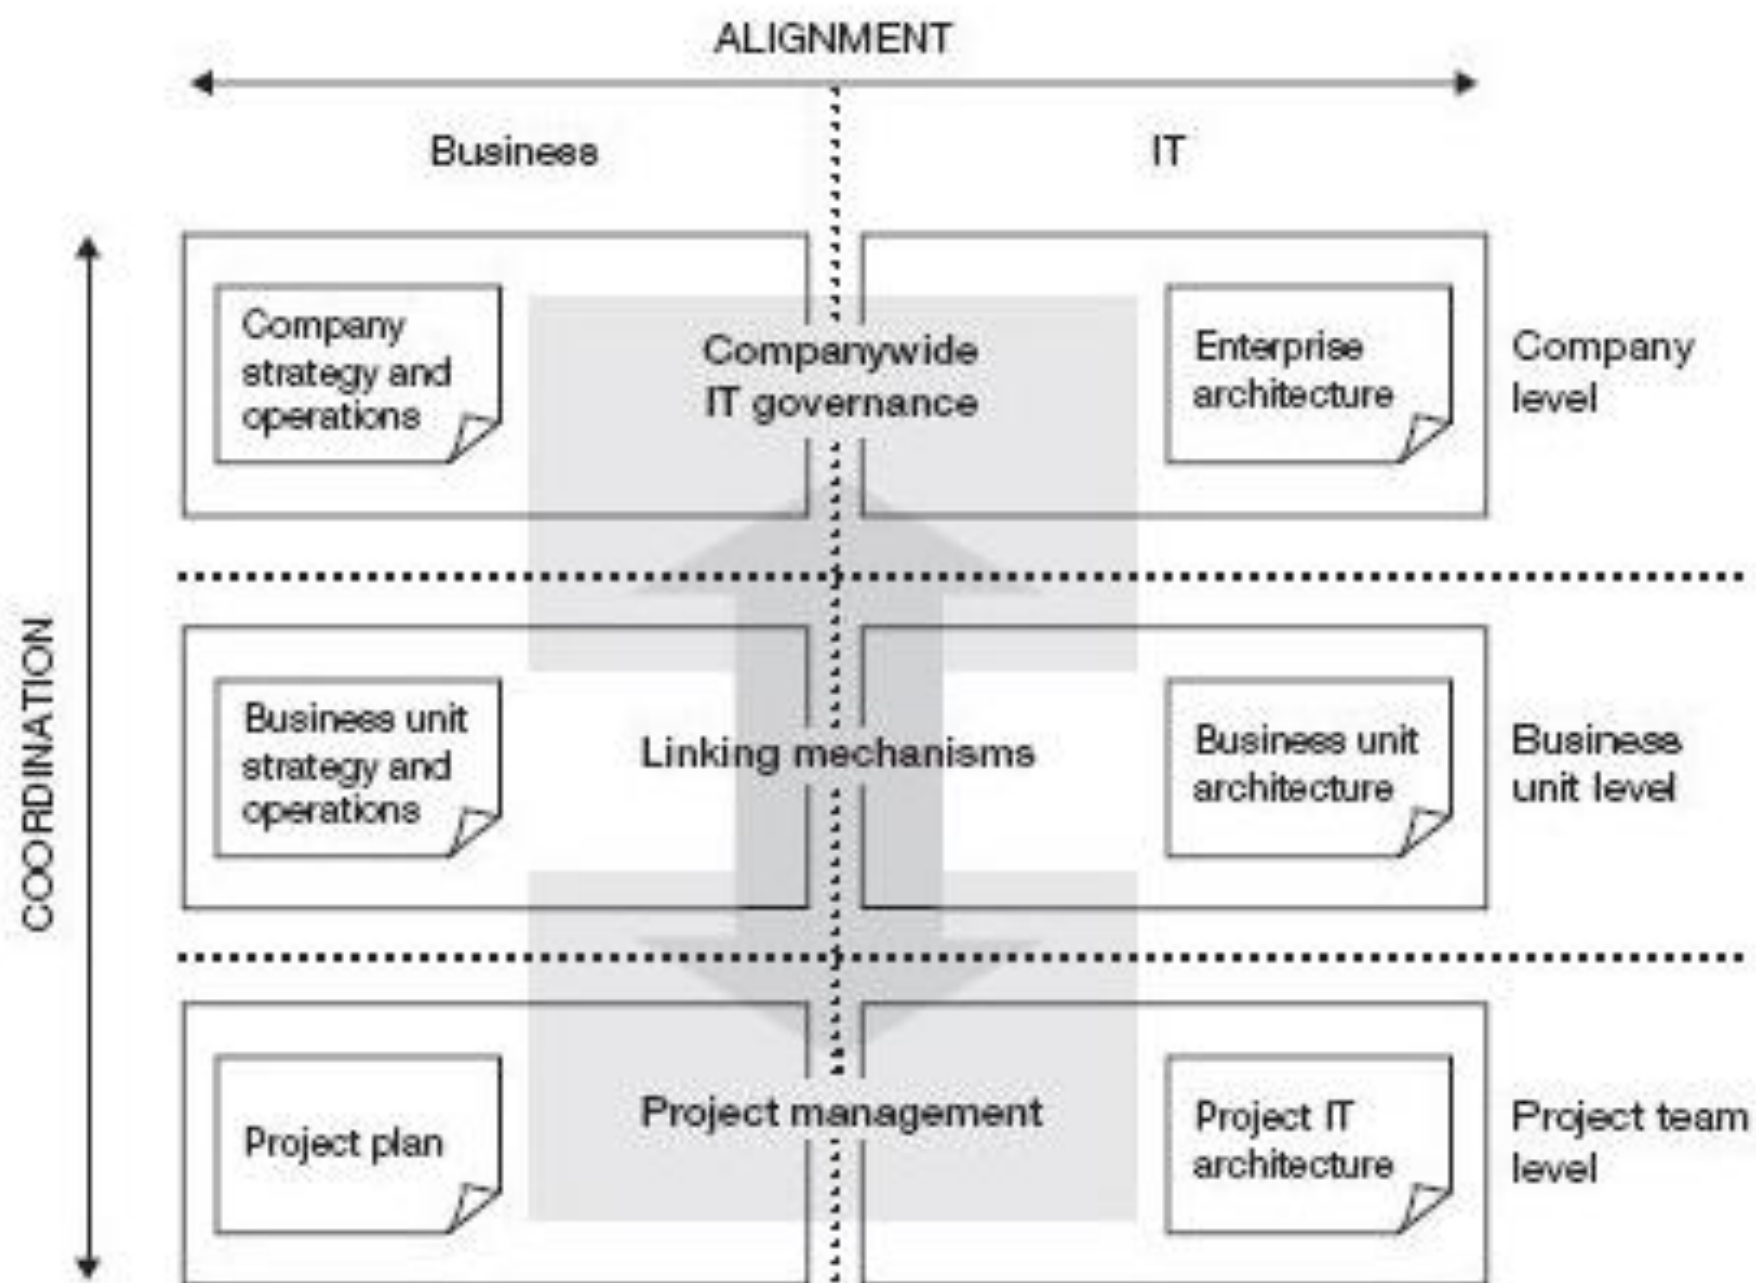 ALIGNMENT
Business
IT
Company
strategy and
operations
Companywide
IT governance
Enterprise
architecture
Company
level
COORDINATION
Business unit
strategy and
operations
Linking mechanisms
Business unit
architecture
Business
unit level
Project plan
Project management
Project IT
architecture
Project team
level